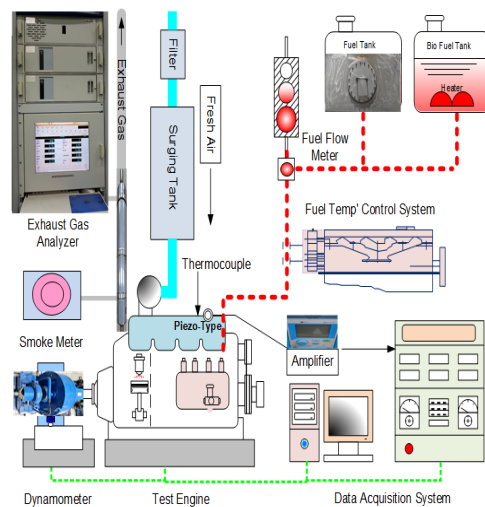 Filter
Exhaust Gas
Fresh Air
Surging Tank
Fuel Tank
Bio Fuel Tank
Heater
Fuel Flow
Meter
Exhaust Gas
Analyzer
Fuel Temp' Control System
Thermocouple
Piezo-Type
Smoke Meter
Amplifier
Dynamometer
Test Engine
Data Acquisition System